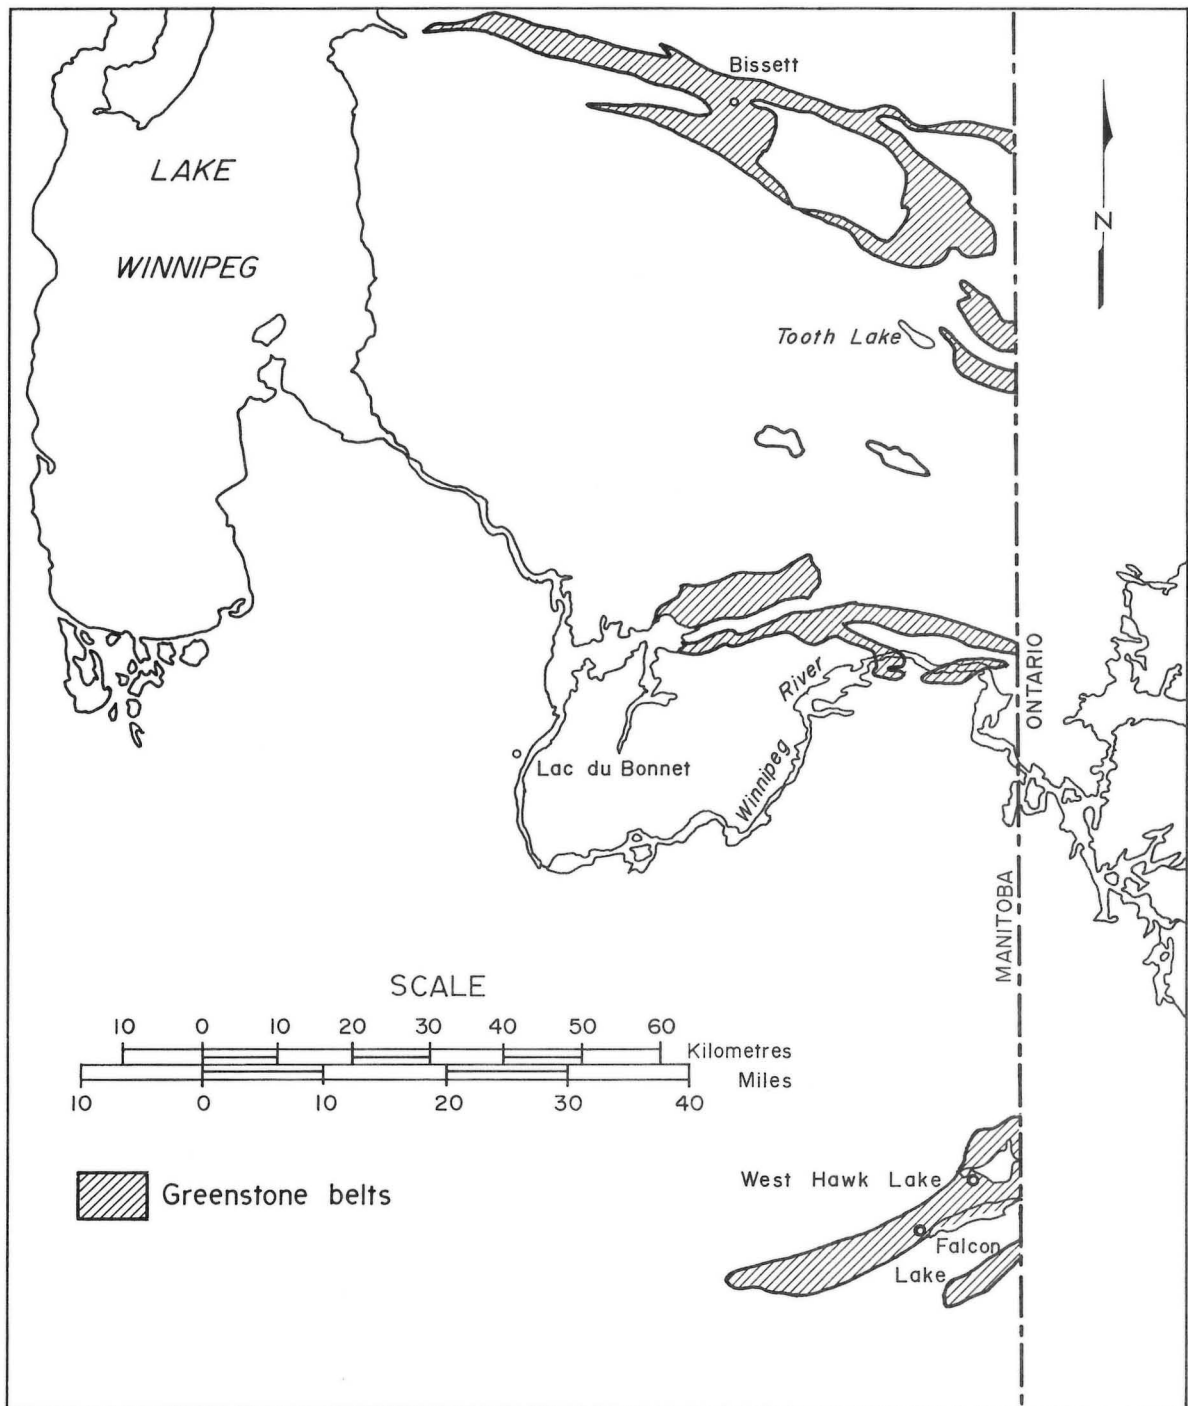 Bissett
LAKE
WINNIPEG
N
Tooth Lake
ONTARIO
River
Lac du Bonnet
Winnipeg
MANITOBA
SCALE
10 0 10 20 30 40 50 60
Kilometres
Miles
10 0 10 20 30 40
West Hawk Lake
Greenstone belts
Falcon
Lake